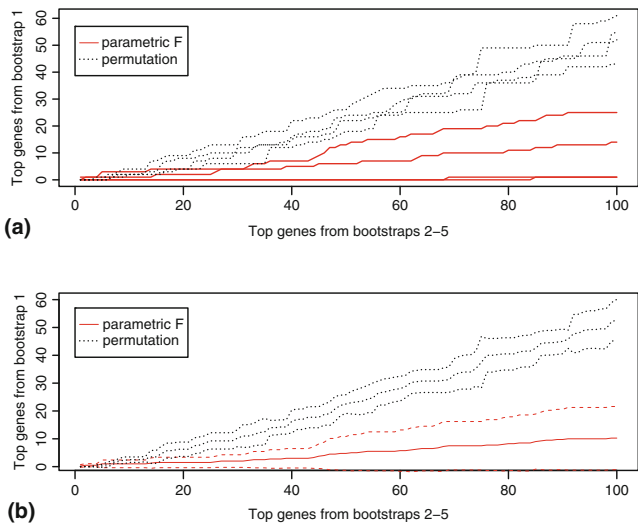 Top genes from bootstrap 1
0 10 20 30 40 50 60
parametric F
permutation
0 20 40 60 80 100
Top genes from bootstraps 2−5
(a)
Top genes from bootstrap 1
0 10 20 30 40 50 60
parametric F
permutation
0 20 40 60 80 100
Top genes from bootstraps 2−5
(b)